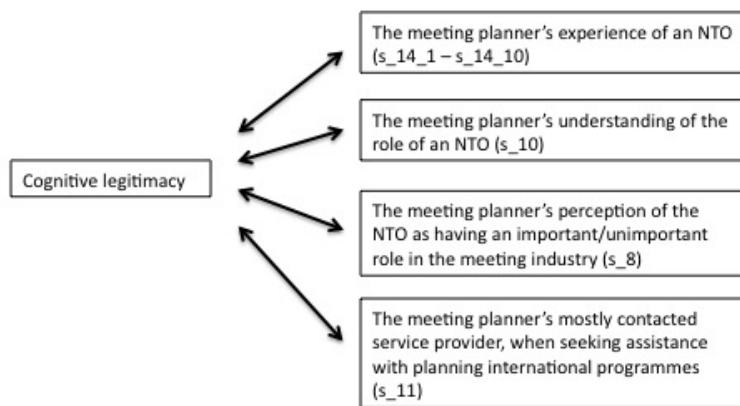 The meeting planner’s experience of an NTO
(s_14_1 – s_14_10)
The meeting planner’s understanding of the
role of an NTO (s_10)
Cognitive legitimacy
The meeting planner’s perception of the
NTO as having an important/unimportant
role in the meeting industry (s_8)
The meeting planner’s mostly contacted
service provider, when seeking assistance
with planning international programmes
(s_11)